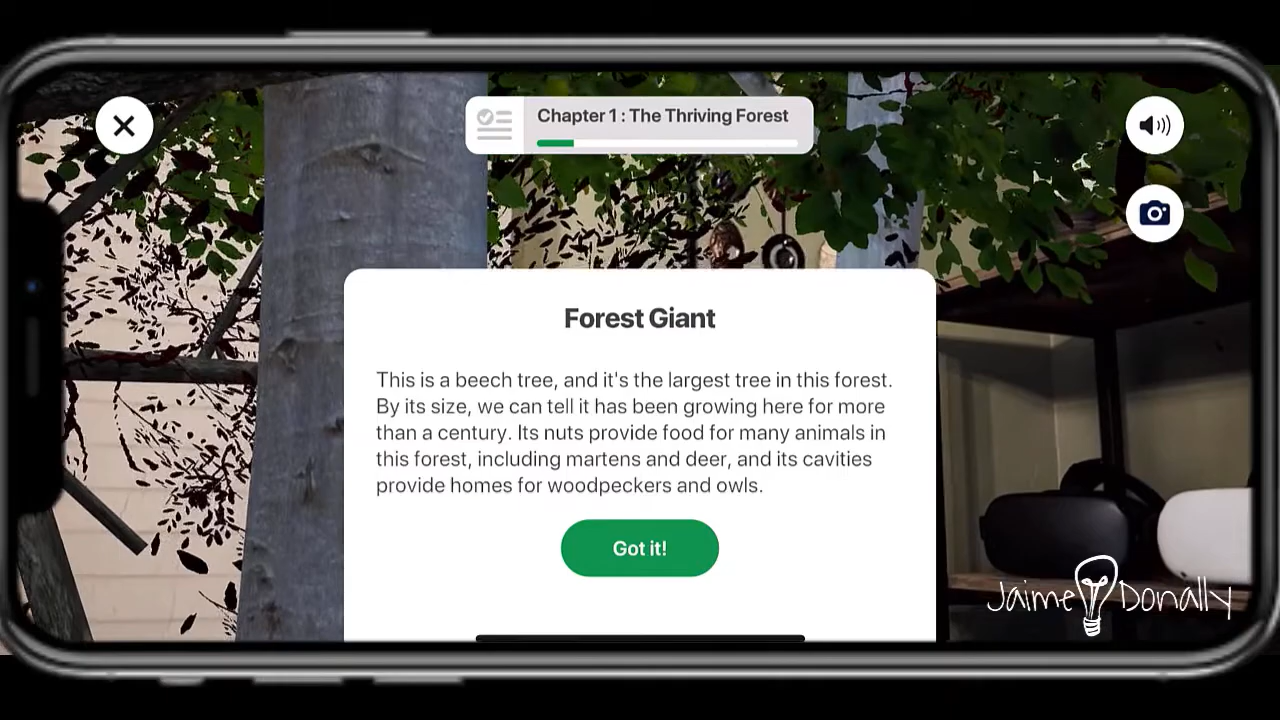 Chapter 1 : The Thriving Forest
Forest Giant
This is a beech tree, and it's the largest tree in this forest.
By its size, we can tell it has been growing here for more
than a century. Its nuts provide food for many animals in
this forest, including martens and deer, and its cavities
provide homes for woodpeckers and owls.
Got it!
Jaime Donally